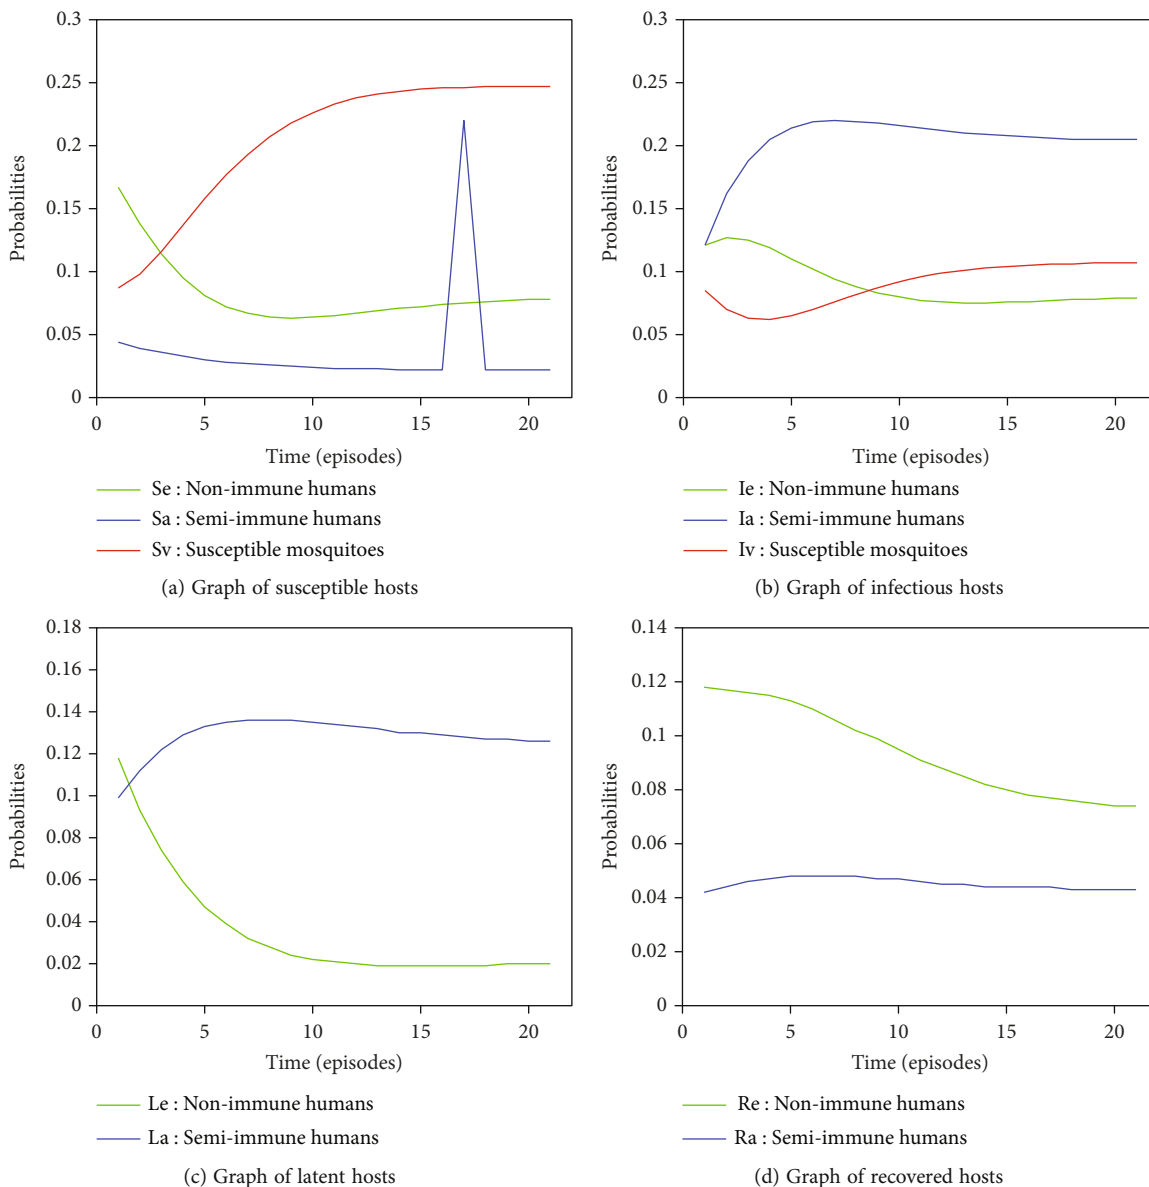 0.3
0.25
0.2
0.15
0.1
0.05
0
Probabilities
0 5 10 15 20
Time (episodes)
Se : Non-immune humans
Sa : Semi-immune humans
Sv : Susceptible mosquitoes
(a) Graph of susceptible hosts
0.3
0.25
0.2
0.15
0.1
0.05
0
Probabilities
0 5 10 15 20
Time (episodes)
Ie : Non-immune humans
Ia : Semi-immune humans
Iv : Susceptible mosquitoes
(b) Graph of infectious hosts
0.18
0.16
0.14
0.12
0.1
0.08
0.06
0.04
0.02
0
Probabilities
0 5 10 15 20
Time (episodes)
Le : Non-immune humans
La : Semi-immune humans
(c) Graph of latent hosts
0.14
0.12
0.1
0.08
0.06
0.04
0.02
0
Probabilities
0 5 10 15 20
Time (episodes)
Re : Non-immune humans
Ra : Semi-immune humans
(d) Graph of recovered hosts